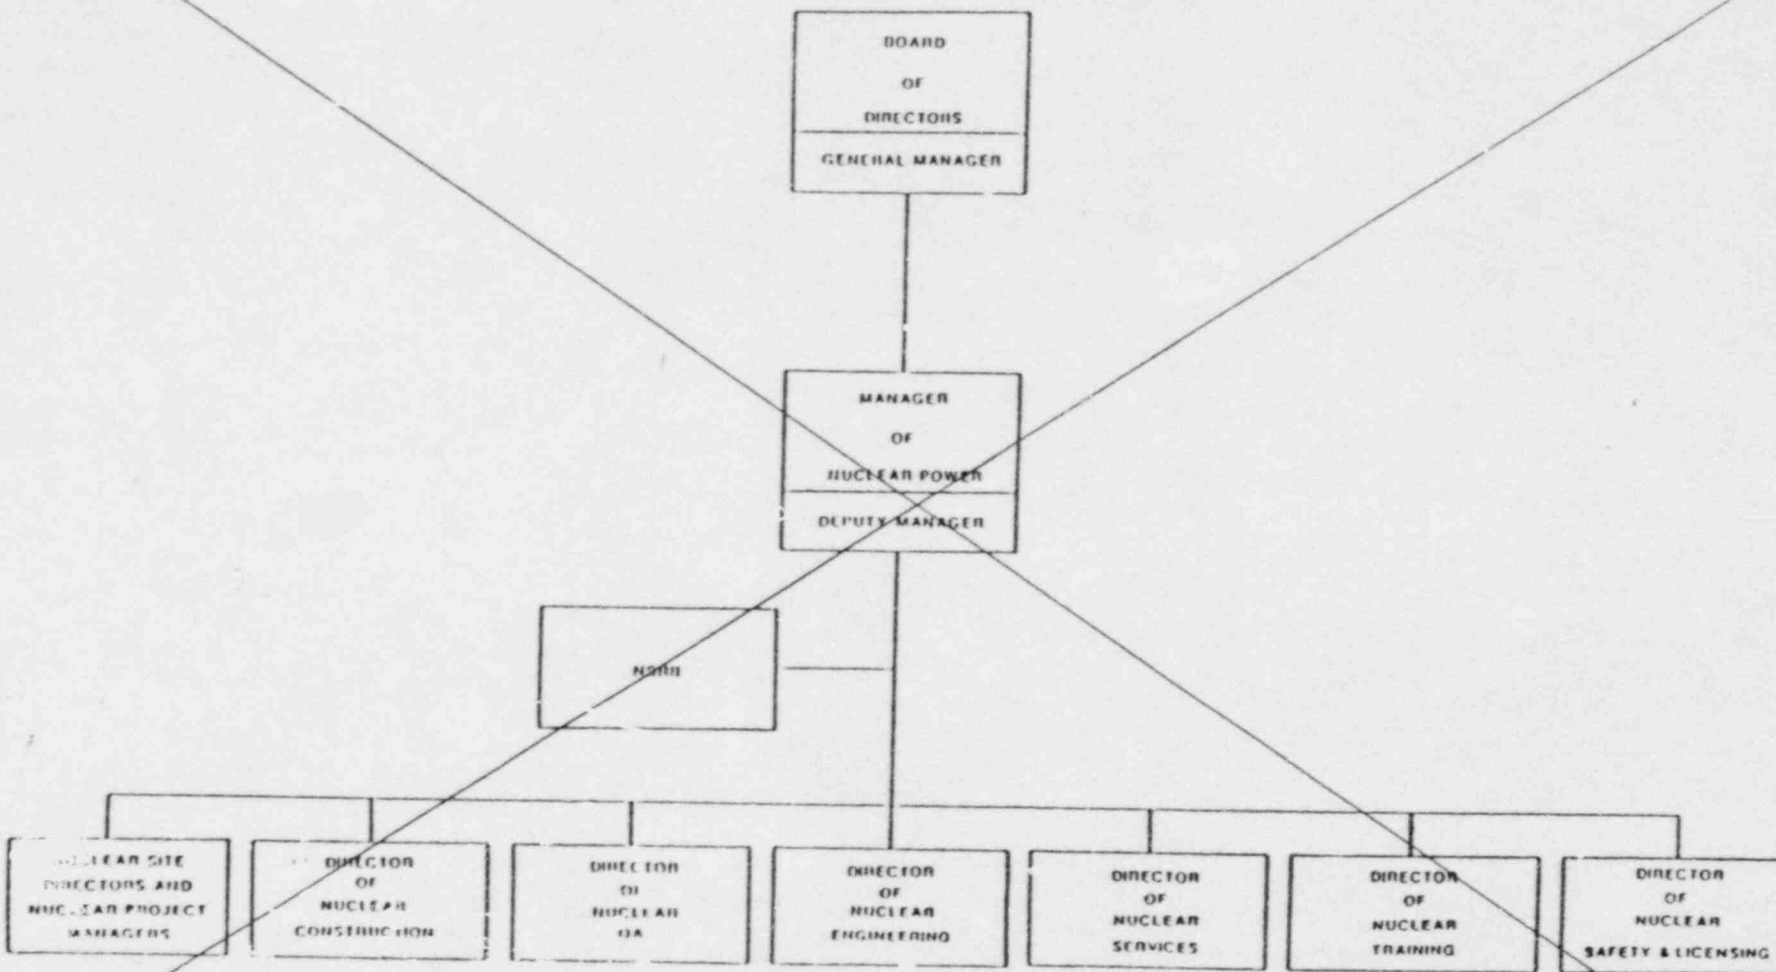 BOARD
OF
DIRECTORS
GENERAL MANAGER
MANAGER
OF
NUCLEAR POWER
DEPUTY MANAGER
NSRB
NUCLEAR SITE
DIRECTORS AND
NUCLEAR PROJECT
MANAGERS
DIRECTOR
OF
NUCLEAR
CONSTRUCTION
DIRECTOR
OF
NUCLEAR
QA
DIRECTOR
OF
NUCLEAR
ENGINEERING
DIRECTOR
OF
NUCLEAR
SERVICES
DIRECTOR
OF
NUCLEAR
TRAINING
DIRECTOR
OF
NUCLEAR
SAFETY & LICENSING